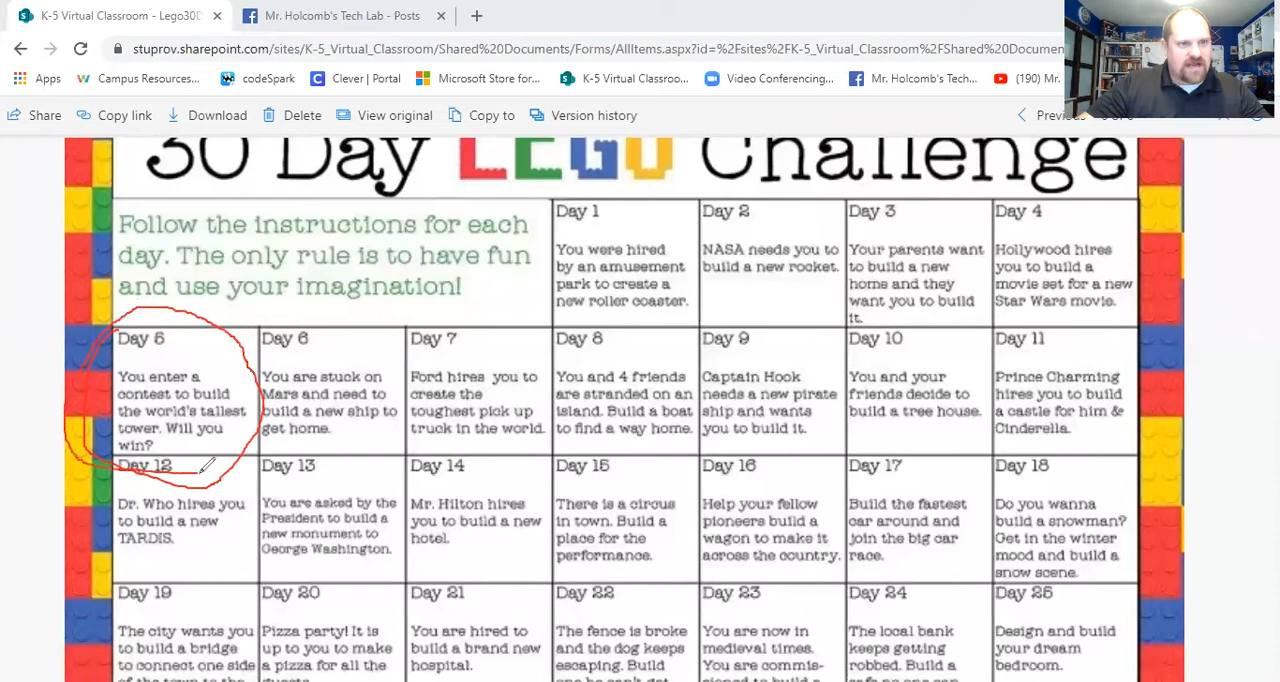 K-5 Virtual Classroom - Lego30D
Mr. Holcomb's Tech Lab - Posts
stuprov.sharepoint.com/sites/K-5_Virtual_Classroom/Shared%20Documents/Forms/AllItems.aspx?id=%2Fsites%2FK-5_Virtual_Classroom%2FShared%20Docum
Apps Campus Resources... codeSpark Clever | Portal Microsoft Store for... K-5 Virtual Classroo... Video Conferencing... Mr. Holcomb's Tech... (190) Mr.
Share Copy link Download Delete View original Copy to Version history
30 Day LEGO Challenge
Follow the instructions for each
day. The only rule is to have fun
and use your imagination!
Day 1
You were hired
by an amusement
park to create a
new roller coaster.
Day 2
NASA needs you to
build a new rocket.
Day 3
Your parents want
to build a new
home and they
want you to build
it.
Day 4
Hollywood hires
you to build a
movie set for a new
Star Wars movie.
Day 5
You enter a
contest to build
the world's tallest
tower. Will you
win?
Day 6
You are stuck on
Mars and need to
build a new ship to
get home.
Day 7
Ford hires you to
create the
toughest pick up
truck in the world.
Day 8
You and 4 friends
are stranded on an
island. Build a boat
to find a way home.
Day 9
Captain Hook
needs a new pirate
ship and wants
you to build it.
Day 10
You and your
friends decide to
build a tree house.
Day 11
Prince Charming
hires you to build
a castle for him &
Cinderella.
Day 12
Dr. Who hires you
to build a new
TARDIS.
Day 13
You are asked by the
President to build a
new monument to
George Washington.
Day 14
Mr. Hilton hires
you to build a new
hotel.
Day 15
There is a circus
in town. Build a
place for the
performance.
Day 16
Help your fellow
pioneers build a
wagon to make it
across the country.
Day 17
Build the fastest
car around and
join the big car
race.
Day 18
Do you wanna
build a snowman?
Get in the winter
mood and build a
snow scene.
Day 19
The city wants you
to build a bridge
to connect one side
of the town to the
Day 20
Pizza party! It is
up to you to make
a pizza for all the
Day 21
You are hired to
build a brand new
hospital.
Day 22
The fence is broke
and the dog keeps
escaping. Build
one he can't get
Day 23
You are now in
medieval times.
You are commis-
sioned to build a
Day 24
The local bank
keeps getting
robbed. Build a
safe no one can
Day 25
Design and build
your dream
bedroom.